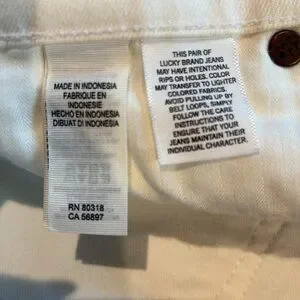 MADE IN INDONESIA
FABRIQUE EN
INDONESIE
HECHO EN INDONESIA
DIBUAT DI INDONESIA
RN 80318
CA 56897
THIS PAIR OF
LUCKY BRAND JEANS
MAY HAVE INTENTIONAL
RIPS OR HOLES. COLOR
MAY TRANSFER TO LIGHTER
COLORED FABRICS.
AVOID PULLING UP BY
BELT LOOPS, SIMPLY
FOLLOW THE CARE
INSTRUCTIONS TO
ENSURE THAT YOUR
JEANS MAINTAIN THEIR
INDIVIDUAL CHARACTER.